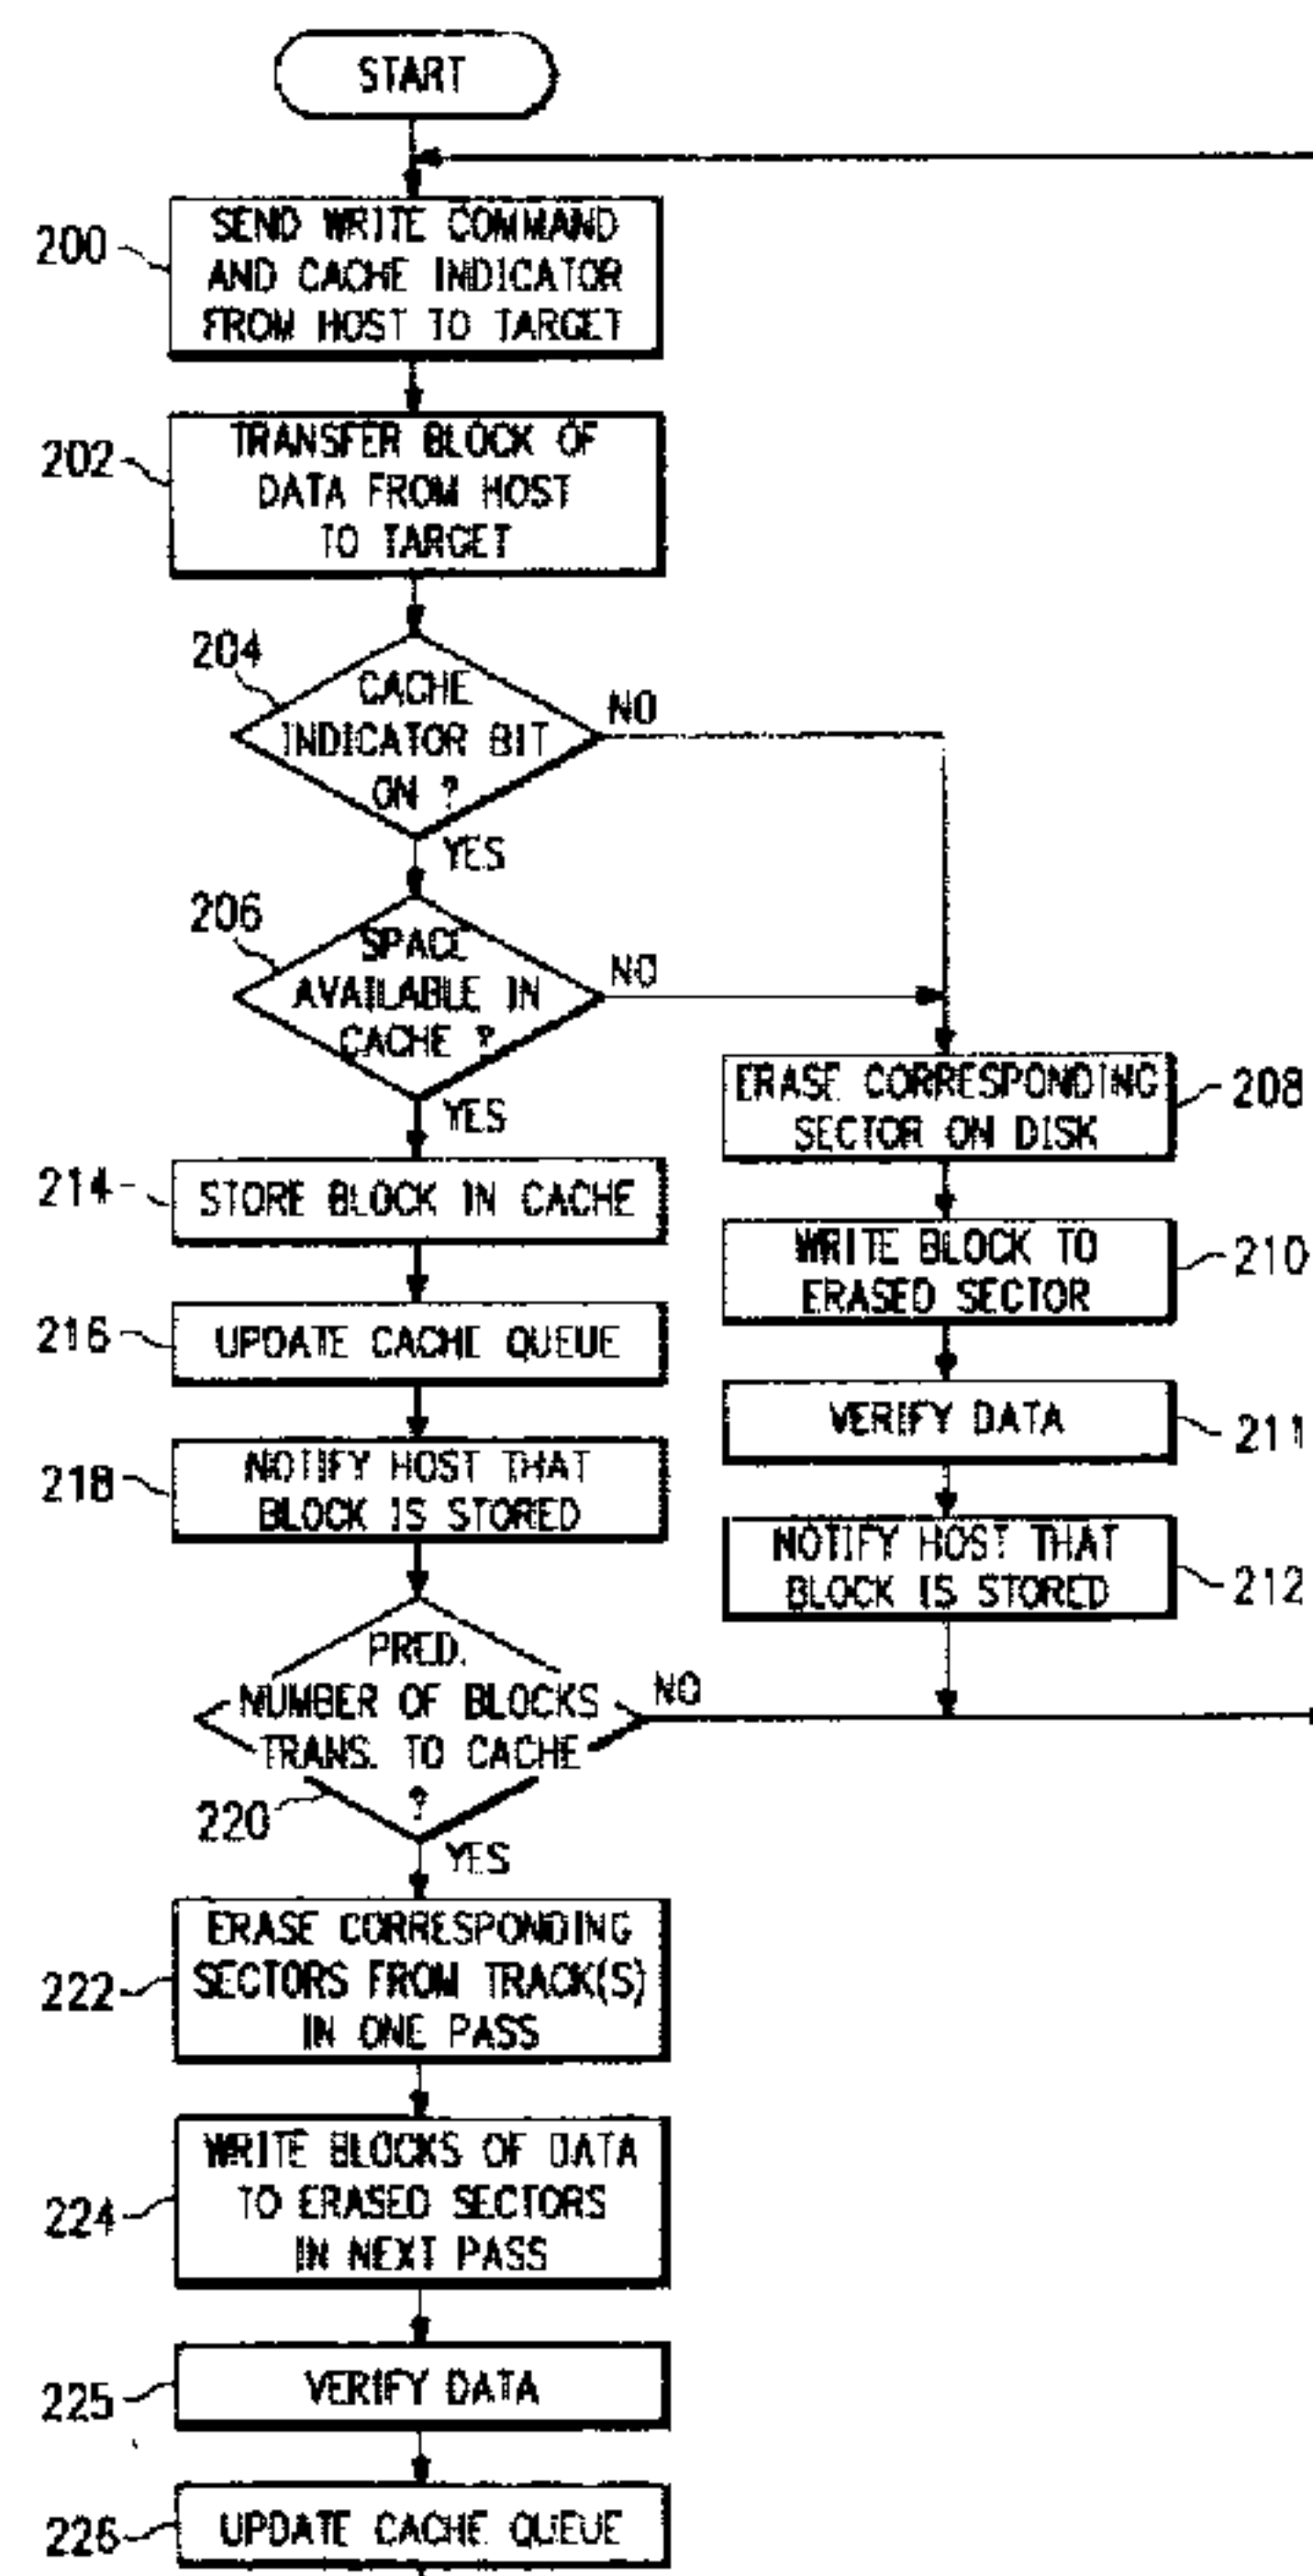 START
200
SEND WRITE COMMAND
AND CACHE INDICATOR
FROM HOST TO TARGET
202
TRANSFER BLOCK OF
DATA FROM HOST
TO TARGET
204
CACHE
INDICATOR BIT
ON ?
NO
YES
206
SPACE
AVAILABLE IN
CACHE ?
NO
YES
ERASE CORRESPONDING
SECTOR ON DISK
208
214
STORE BLOCK IN CACHE
WRITE BLOCK TO
ERASED SECTOR
210
216
UPDATE CACHE QUEUE
VERIFY DATA
211
218
NOTIFY HOST THAT
BLOCK IS STORED
NOTIFY HOST THAT
BLOCK IS STORED
212
PRED.
NUMBER OF BLOCKS
TRANS. TO CACHE
?
NO
220
YES
222
ERASE CORRESPONDING
SECTORS FROM TRACK(S)
IN ONE PASS
224
WRITE BLOCKS OF DATA
TO ERASED SECTORS
IN NEXT PASS
225
VERIFY DATA
226
UPDATE CACHE QUEUE